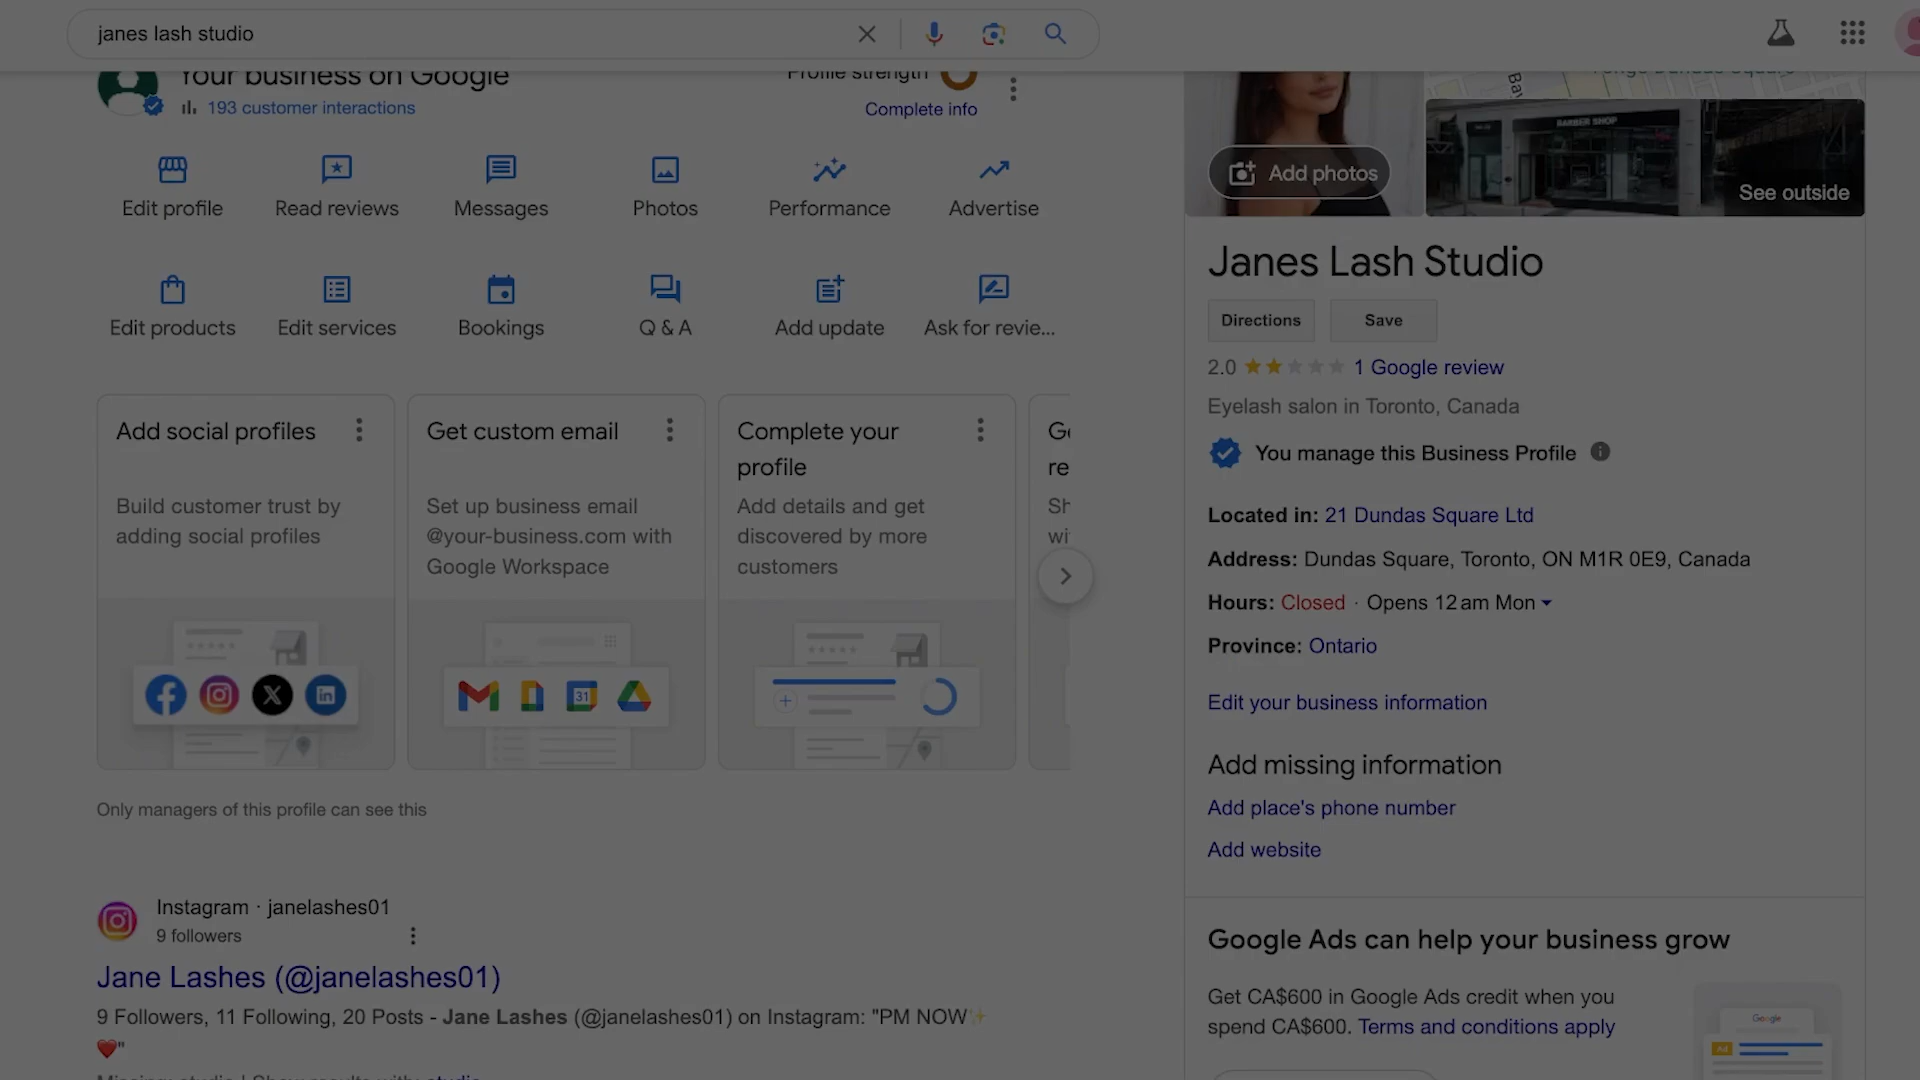 janes lash studio
Your business on Google
193 customer interactions
Profile strength
Complete info
Edit profile
Read reviews
Messages
Photos
Performance
Advertise
Edit products
Edit services
Bookings
Q & A
Add update
Ask for revie...
Add social profiles
Build customer trust by
adding social profiles
Get custom email
Set up business email
@your-business.com with
Google Workspace
31
Complete your
profile
Add details and get
discovered by more
customers
Only managers of this profile can see this
Instagram · janelashes01
9 followers
Jane Lashes (@janelashes01)
9 Followers, 11 Following, 20 Posts - Jane Lashes (@janelashes01) on Instagram: "PM NOW✨
❤️"
Add photos
BARBER SHOP
See outside
Janes Lash Studio
Directions
Save
2.0 1 Google review
Eyelash salon in Toronto, Canada
You manage this Business Profile
Located in: 21 Dundas Square Ltd
Address: Dundas Square, Toronto, ON M1R 0E9, Canada
Hours: Closed · Opens 12 am Mon
Province: Ontario
Edit your business information
Add missing information
Add place's phone number
Add website
Google Ads can help your business grow
Get CA$600 in Google Ads credit when you
spend CA$600. Terms and conditions apply
Google
Ad